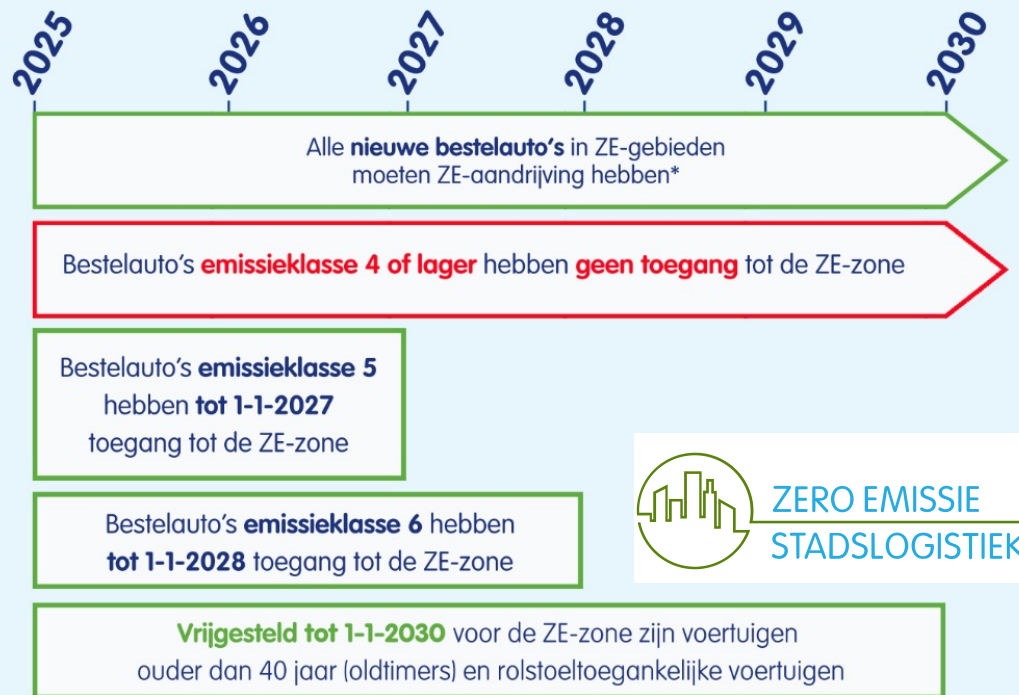 2025 2026 2027 2028 2029 2030
Alle nieuwe bestelauto's in ZE-gebieden
moeten ZE-aandrijving hebben*
Bestelauto's emissieklasse 4 of lager hebben geen toegang tot de ZE-zone
Bestelauto's emissieklasse 5
hebben tot 1-1-2027
toegang tot de ZE-zone
Bestelauto's emissieklasse 6 hebben
tot 1-1-2028 toegang tot de ZE-zone
ZERO EMISSIE
STADSLOGISTIEK
Vrijgesteld tot 1-1-2030 voor de ZE-zone zijn voertuigen
ouder dan 40 jaar (oldtimers) en rolstoeltoegankelijke voertuigen